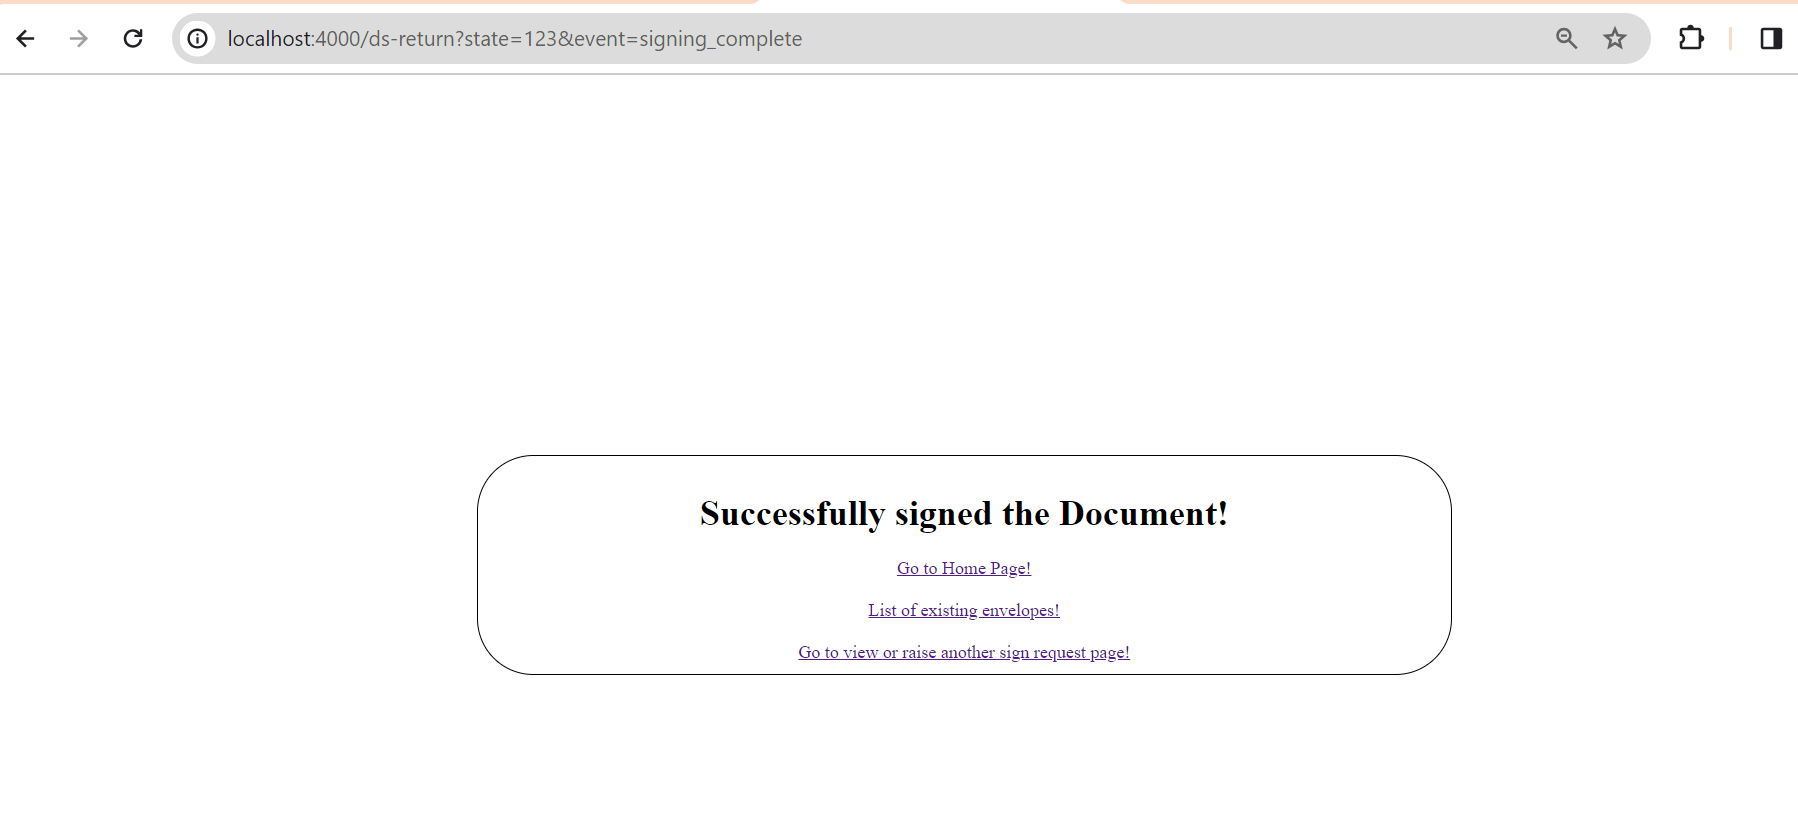 localhost:4000/ds-return?state=123&event=signing_complete
Successfully signed the Document!
Go to Home Page!
List of existing envelopes!
Go to view or raise another sign request page!